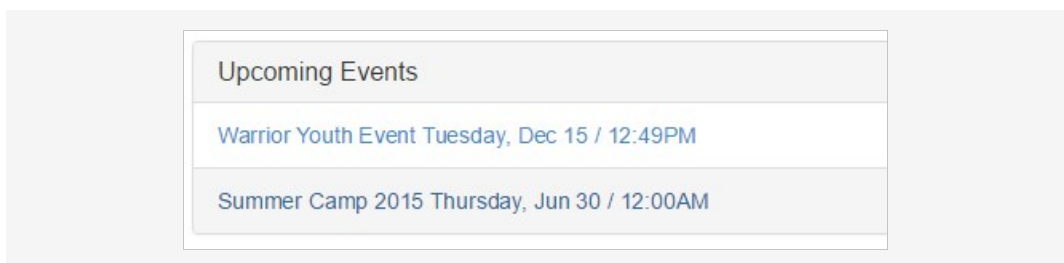 Upcoming Events
Warrior Youth Event Tuesday, Dec 15 / 12:49PM
Summer Camp 2015 Thursday, Jun 30 / 12:00AM